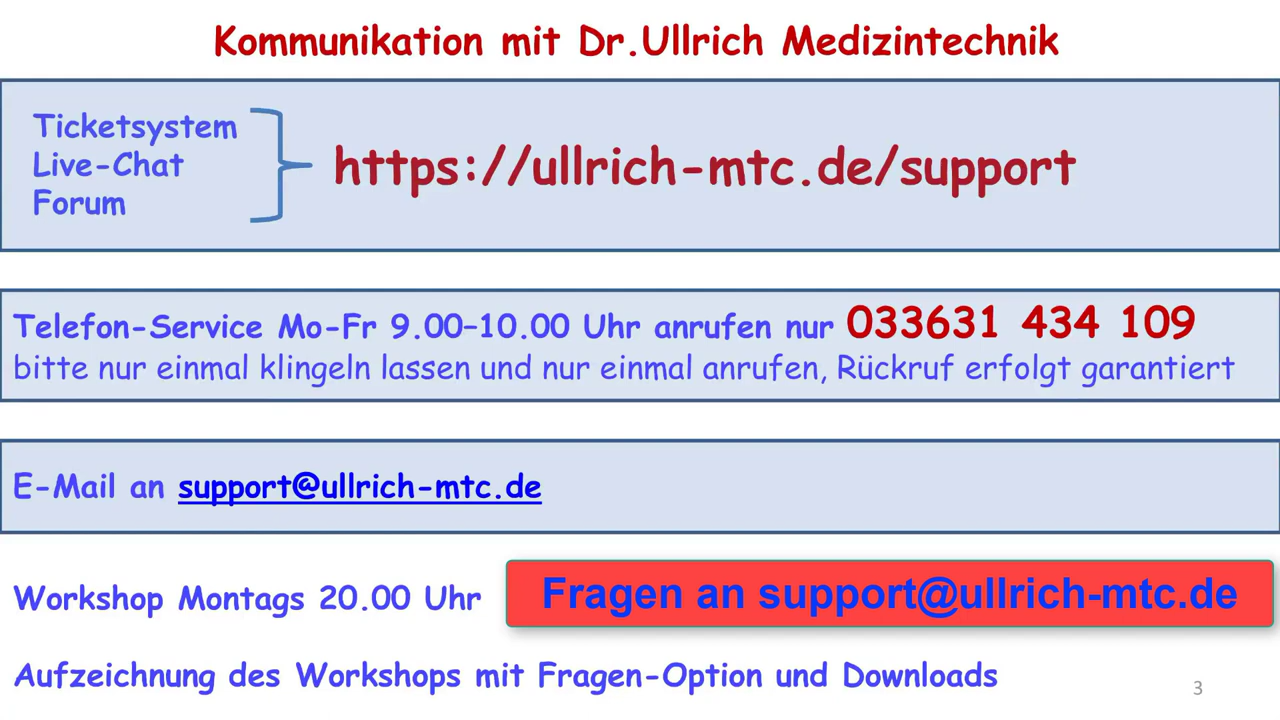 Kommunikation mit Dr.Ullrich Medizintechnik
Ticketsystem
Live-Chat
Forum
https://ullrich-mtc.de/support
Telefon-Service Mo-Fr 9.00–10.00 Uhr anrufen nur 033631 434 109
bitte nur einmal klingeln lassen und nur einmal anrufen, Rückruf erfolgt garantiert
E-Mail an support@ullrich-mtc.de
Workshop Montags 20.00 Uhr
Fragen an support@ullrich-mtc.de
Aufzeichnung des Workshops mit Fragen-Option und Downloads
3